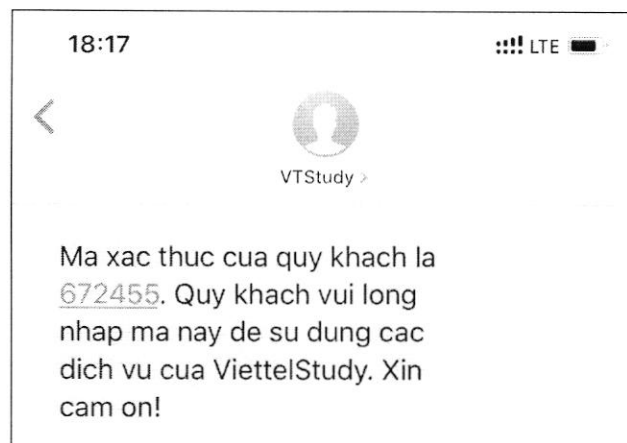 18:17 LTE
VTStudy >
Ma xac thuc cua quy khach la
672455. Quy khach vui long
nhap ma nay de su dung cac
dich vu cua ViettelStudy. Xin
cam on!